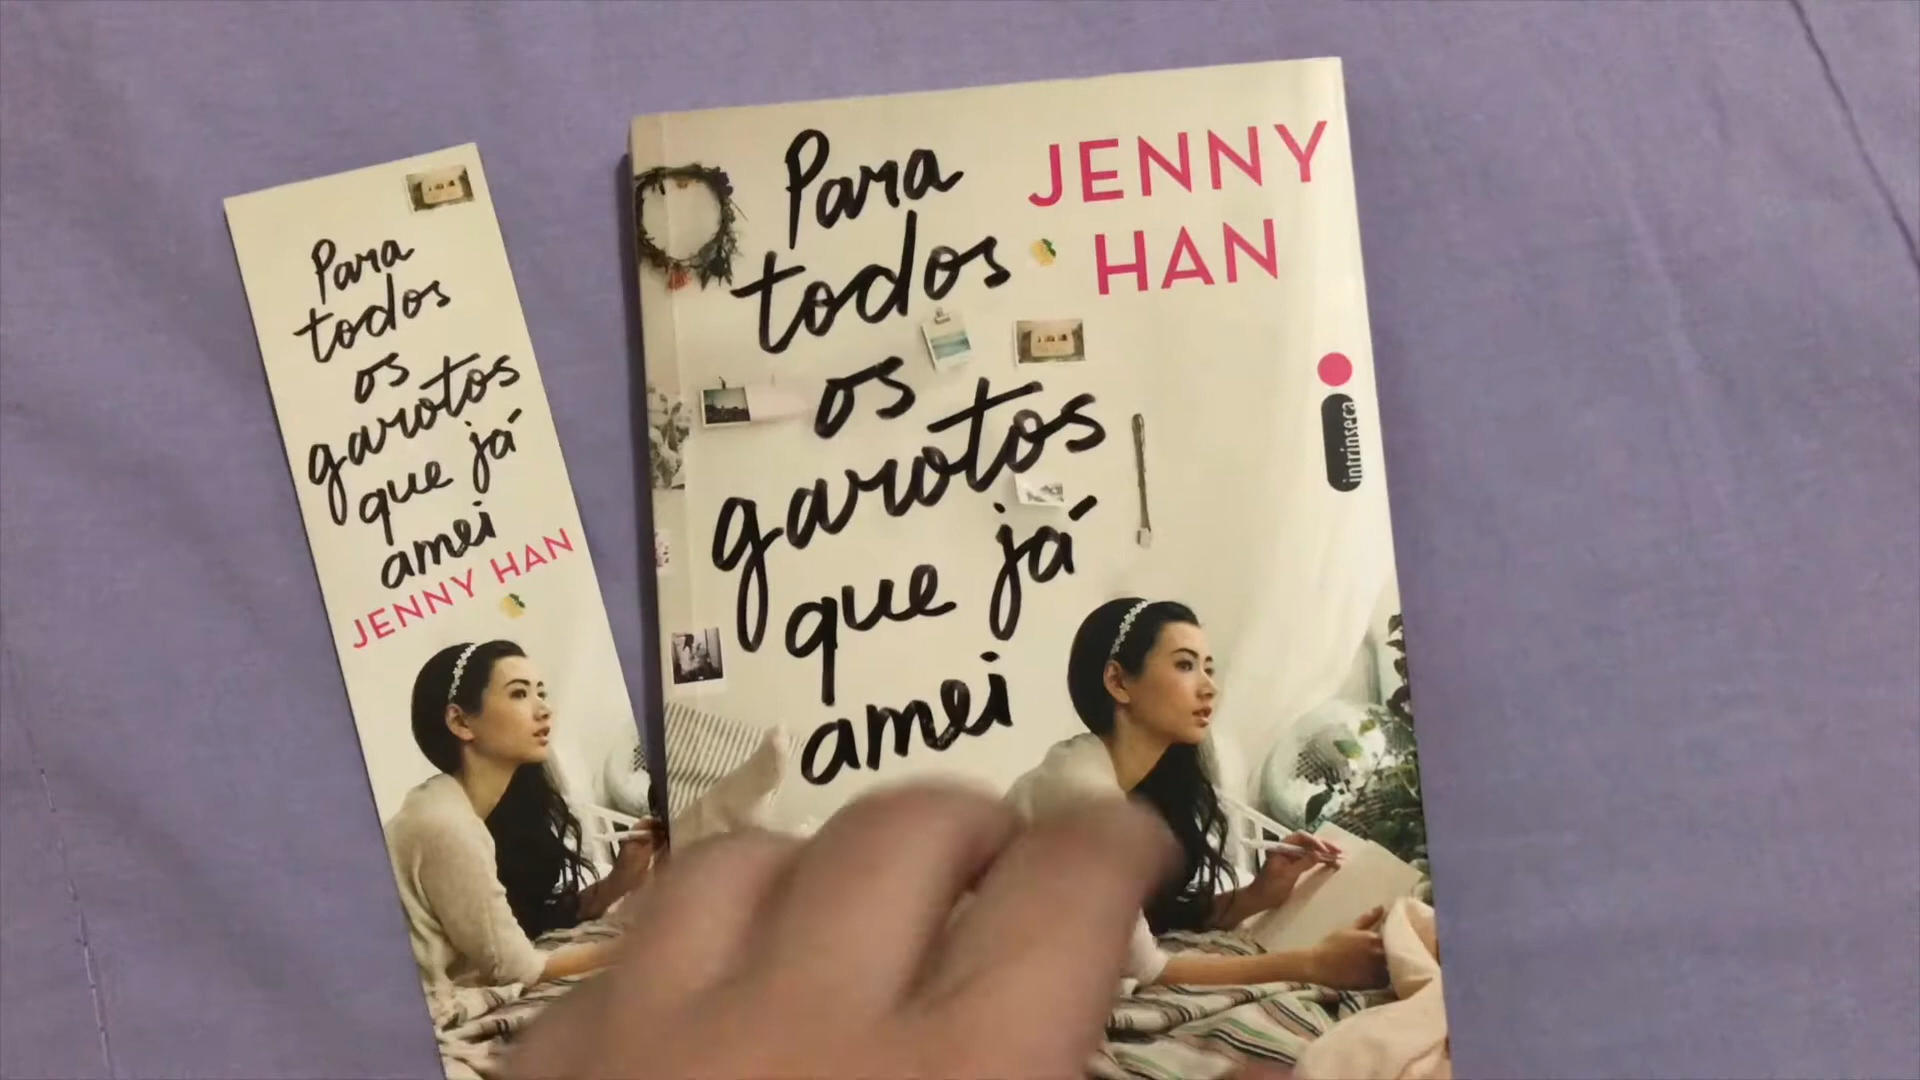 Para
todos
os
garotos
que já
amei
JENNY HAN
Para
todos
os
garotos
que já
amei
JENNY
HAN
intrínseca